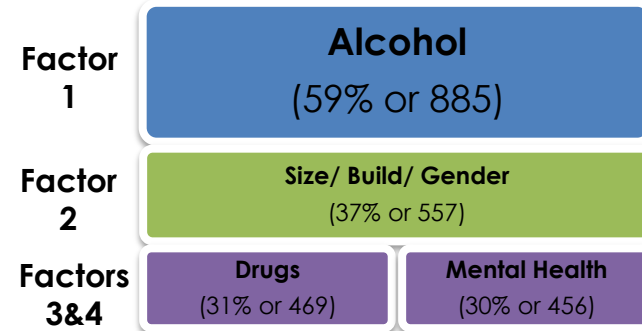 Factor
1
Alcohol
(59% or 885)
Factor
2
Size/ Build/ Gender
(37% or 557)
Factors
3&4
Drugs
(31% or 469)
Mental Health
(30% or 456)